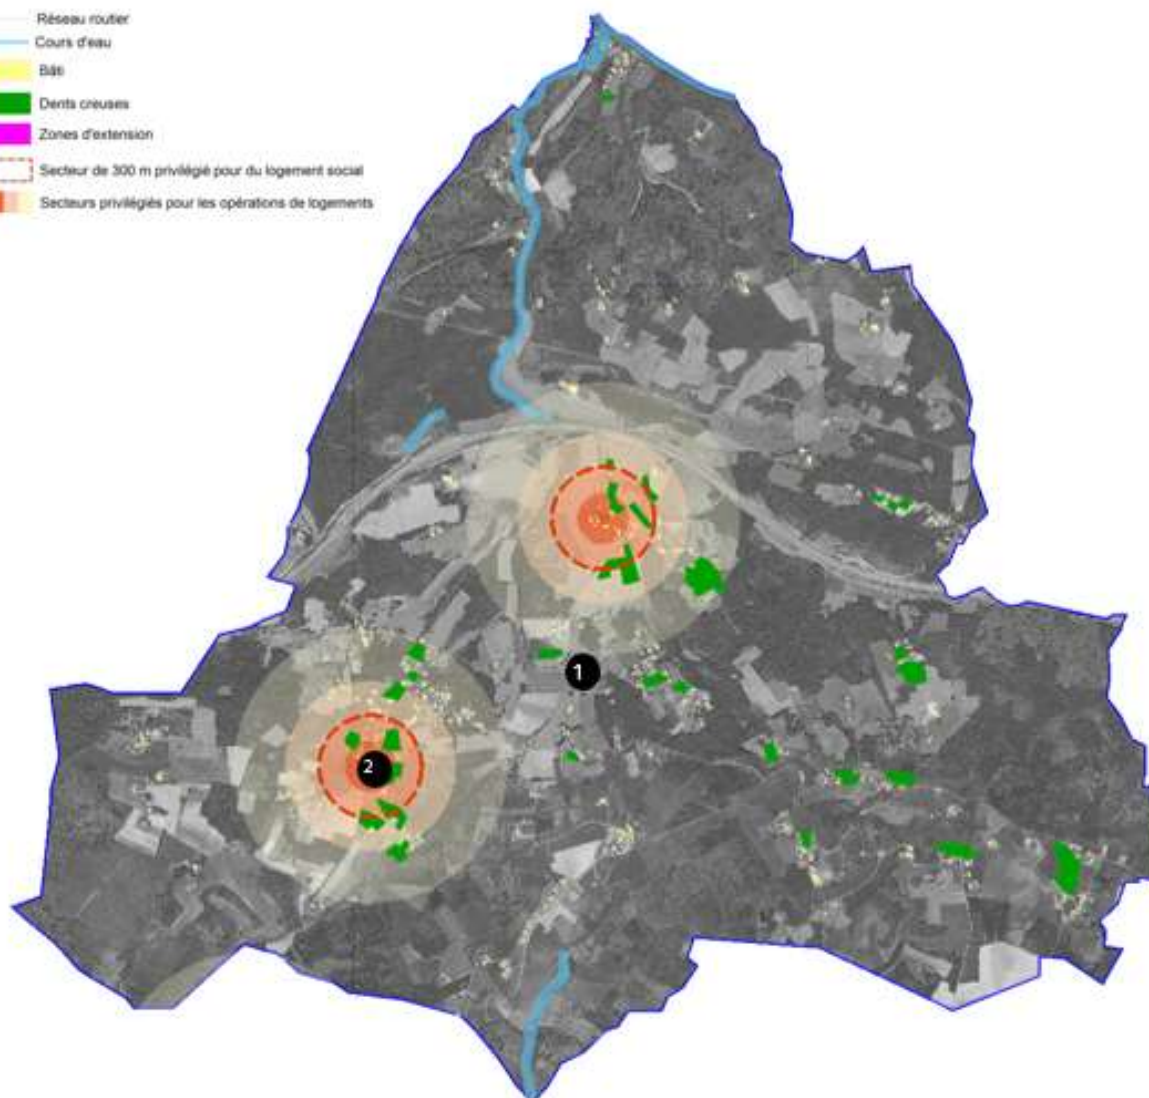 Réseau routier
Cours d'eau
Bâti
Dents creuses
Zones d'extension
Secteur de 300 m privilégié pour du logement social
Secteurs privilégiés pour les opérations de logements
1
2